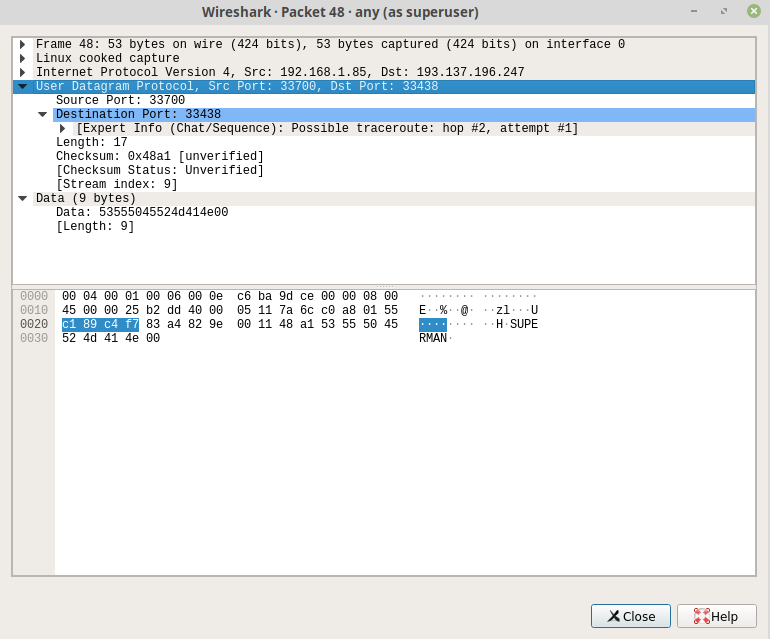 Wireshark · Packet 48 · any (as superuser)
Frame 48: 53 bytes on wire (424 bits), 53 bytes captured (424 bits) on interface 0
Linux cooked capture
Internet Protocol Version 4, Src: 192.168.1.85, Dst: 193.137.196.247
User Datagram Protocol, Src Port: 33700, Dst Port: 33438
Source Port: 33700
Destination Port: 33438
[Expert Info (Chat/Sequence): Possible traceroute: hop #2, attempt #1]
Length: 17
Checksum: 0x48a1 [unverified]
[Checksum Status: Unverified]
[Stream index: 9]
Data (9 bytes)
Data: 53555045524d414e00
[Length: 9]
0000 00 04 00 01 00 06 00 0e c6 ba 9d ce 00 00 08 00 ········ ········
0010 45 00 00 25 b2 dd 40 00 05 11 7a 6c c0 a8 01 55 E··%··@· ··zl···U
0020 c1 89 c4 f7 83 a4 82 9e 00 11 48 a1 53 55 50 45 ········ ··H·SUPE
0030 52 4d 41 4e 00 RMAN·
Close Help